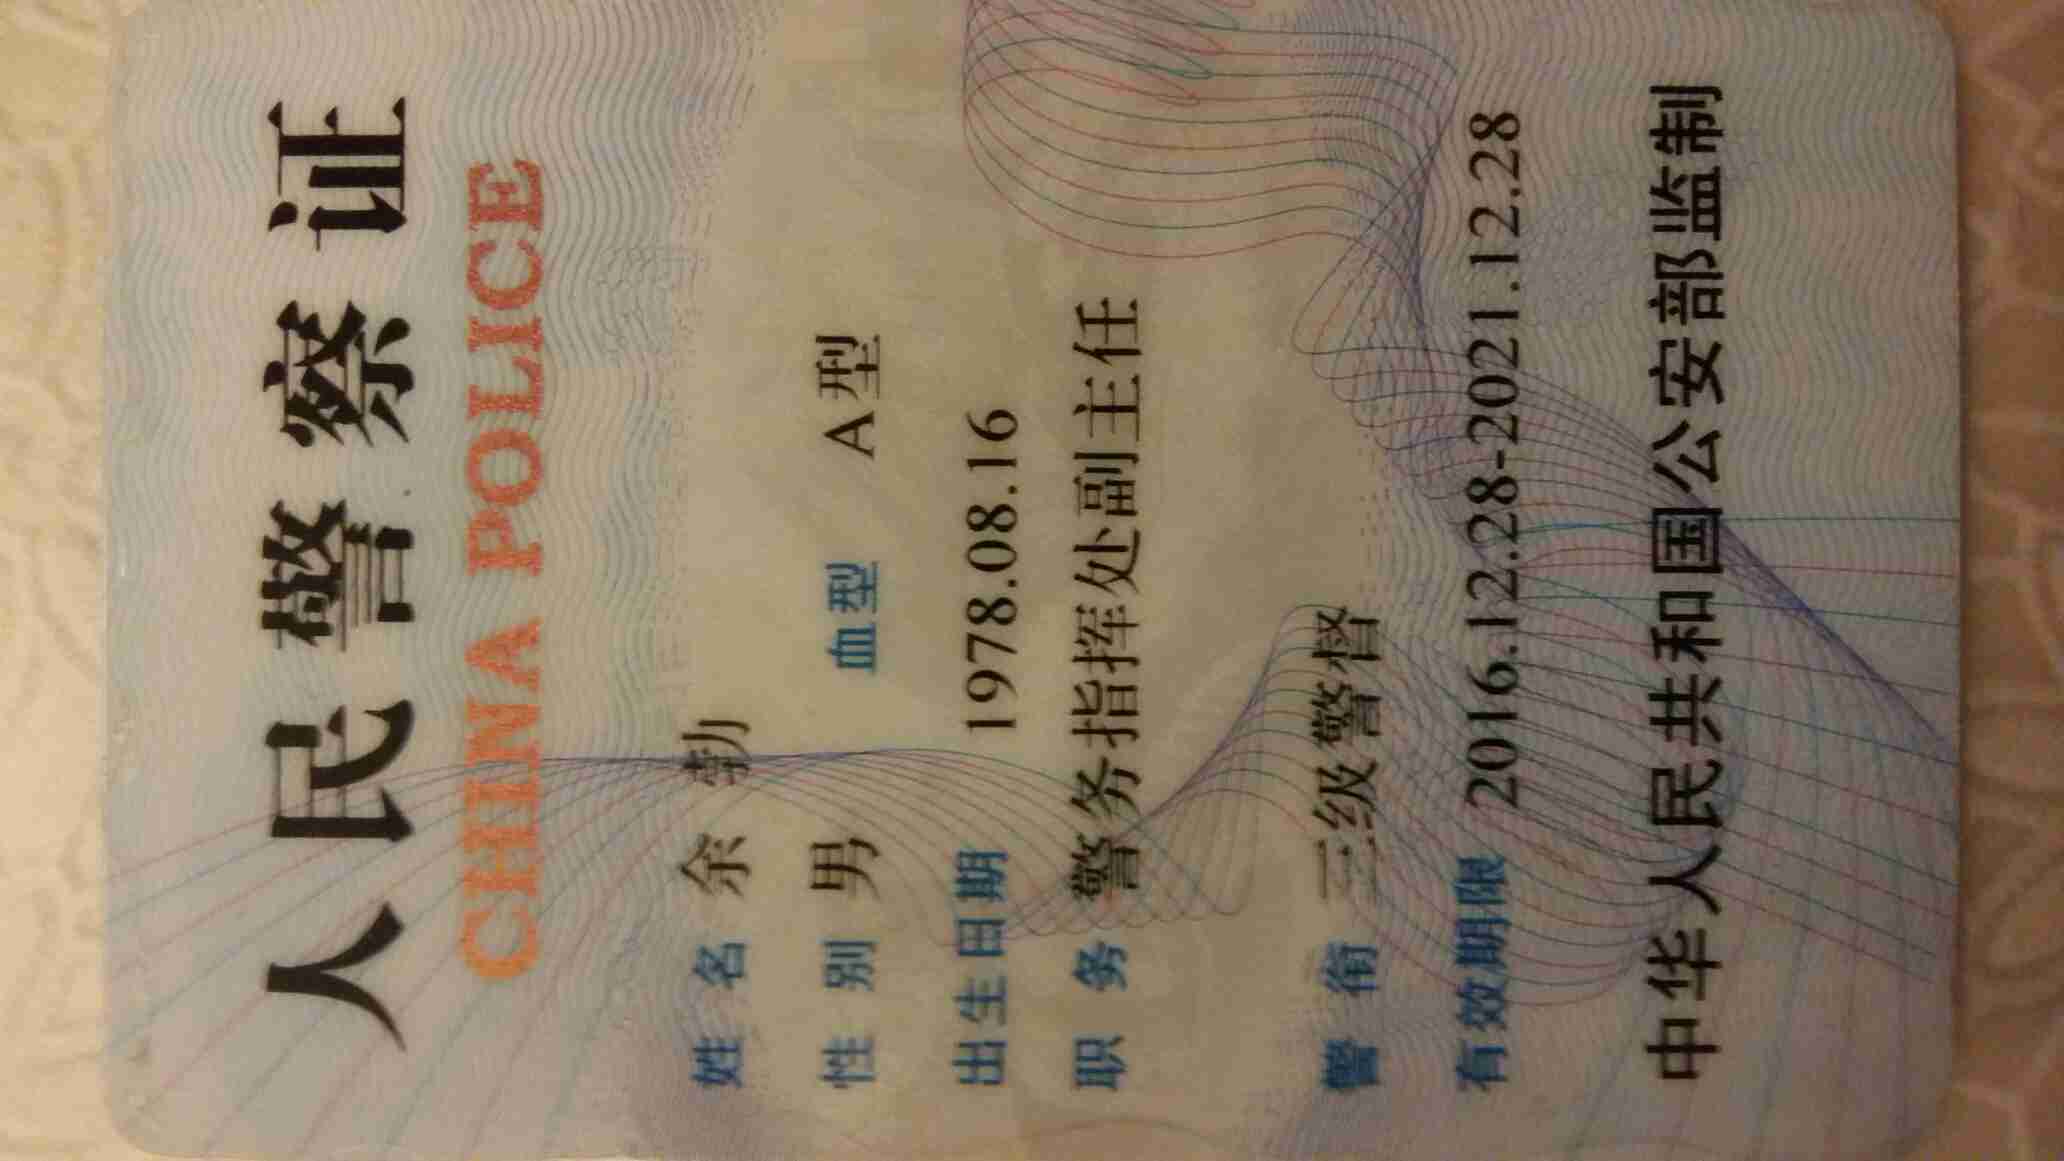 人民警察证
CHINA POLICE
姓 名 余 勃
性 别 男 血型 A型
出生日期 1978.08.16
职 务 警务指挥处副主任
警 衔 三级警督
有效期限 2016.12.28-2021.12.28
中华人民共和国公安部监制